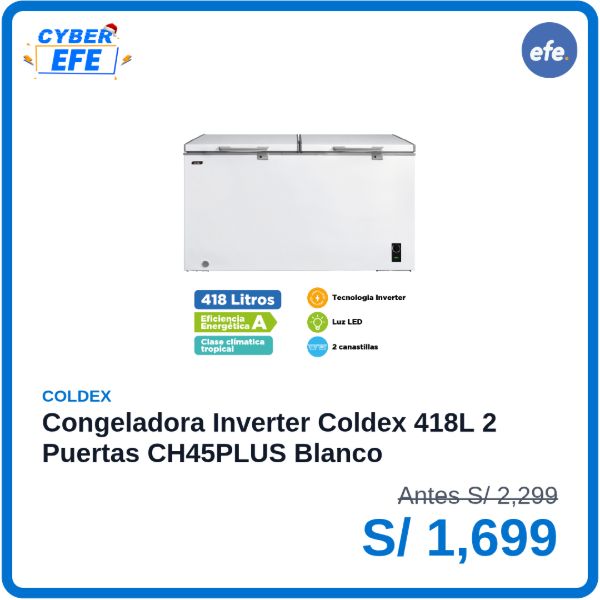 CYBER
EFE
efe.
418 Litros
Eficiencia
Energética A
Clase climática
tropical
Tecnología Inverter
Luz LED
2 canastillas
COLDEX
Congeladora Inverter Coldex 418L 2
Puertas CH45PLUS Blanco
Antes S/ 2,299
S/ 1,699